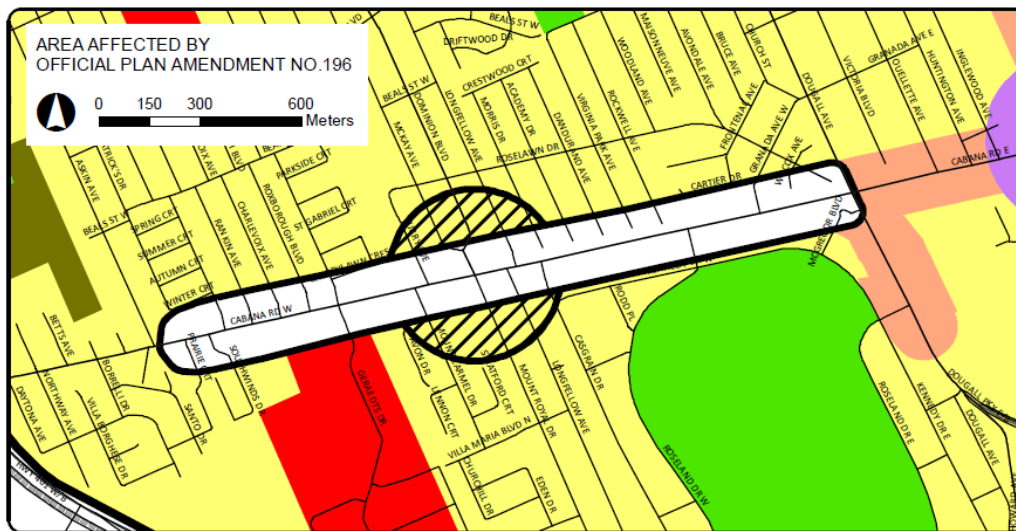 AREA AFFECTED BY
OFFICIAL PLAN AMENDMENT NO.196
0 150 300 600
Meters
BEALS ST W
DRIFTWOOD DR
BEALS ST W
CRESTWOOD CRT
DOMINION BLVD
LONGFELLOW AVE
MORRIS DR
ACADEMY DR
MCKAY AVE
DANDURAND AVE
VIRGINIA PARK AVE
ROCKWELL AVE
WOODLAND AVE
MAISONNEUVE AVE
AVONDALE AVE
BRUCE AVE
CHURCH ST
DOUGALL AVE
VICTORIA BLVD
GRANADA AVE E
OUELLETTE AVE
HUNTINGTON AVE
INGLEWOOD AVE
CABANA RD E
FRONTENAC AVE
GRANADA AVE W
ROSELAWN DR
CARTIER DR
ASKIN AVE
BEALS ST W
SPRING CRT
SUMMER CRT
AUTUMN CRT
WINTER CRT
RANKIN AVE
CHARLEVOIX AVE
ROXBOROUGH BLVD
PARKSIDE CRT
ST GABRIEL CRT
CABANA RD W
MCGREGOR BLVD
PRAIRIE CRT
SOUTHWINDS DR
BETTS AVE
NORTHWAY AVE
DAYTONA AVE
BORRELLI DR
VILLA BORGHESE DR
SANTO DR
GERAEDTS DR
LENNON CRT
VILLA MARIA BLVD N
CHURCHILL DR
EDEN DR
LONGFELLOW AVE
CASGRAIN DR
RODD PL
ROSELAND DR W
ROSELAND DR E
KENNEDY DR E
DOUGALL AVE
HWY 401 W/B